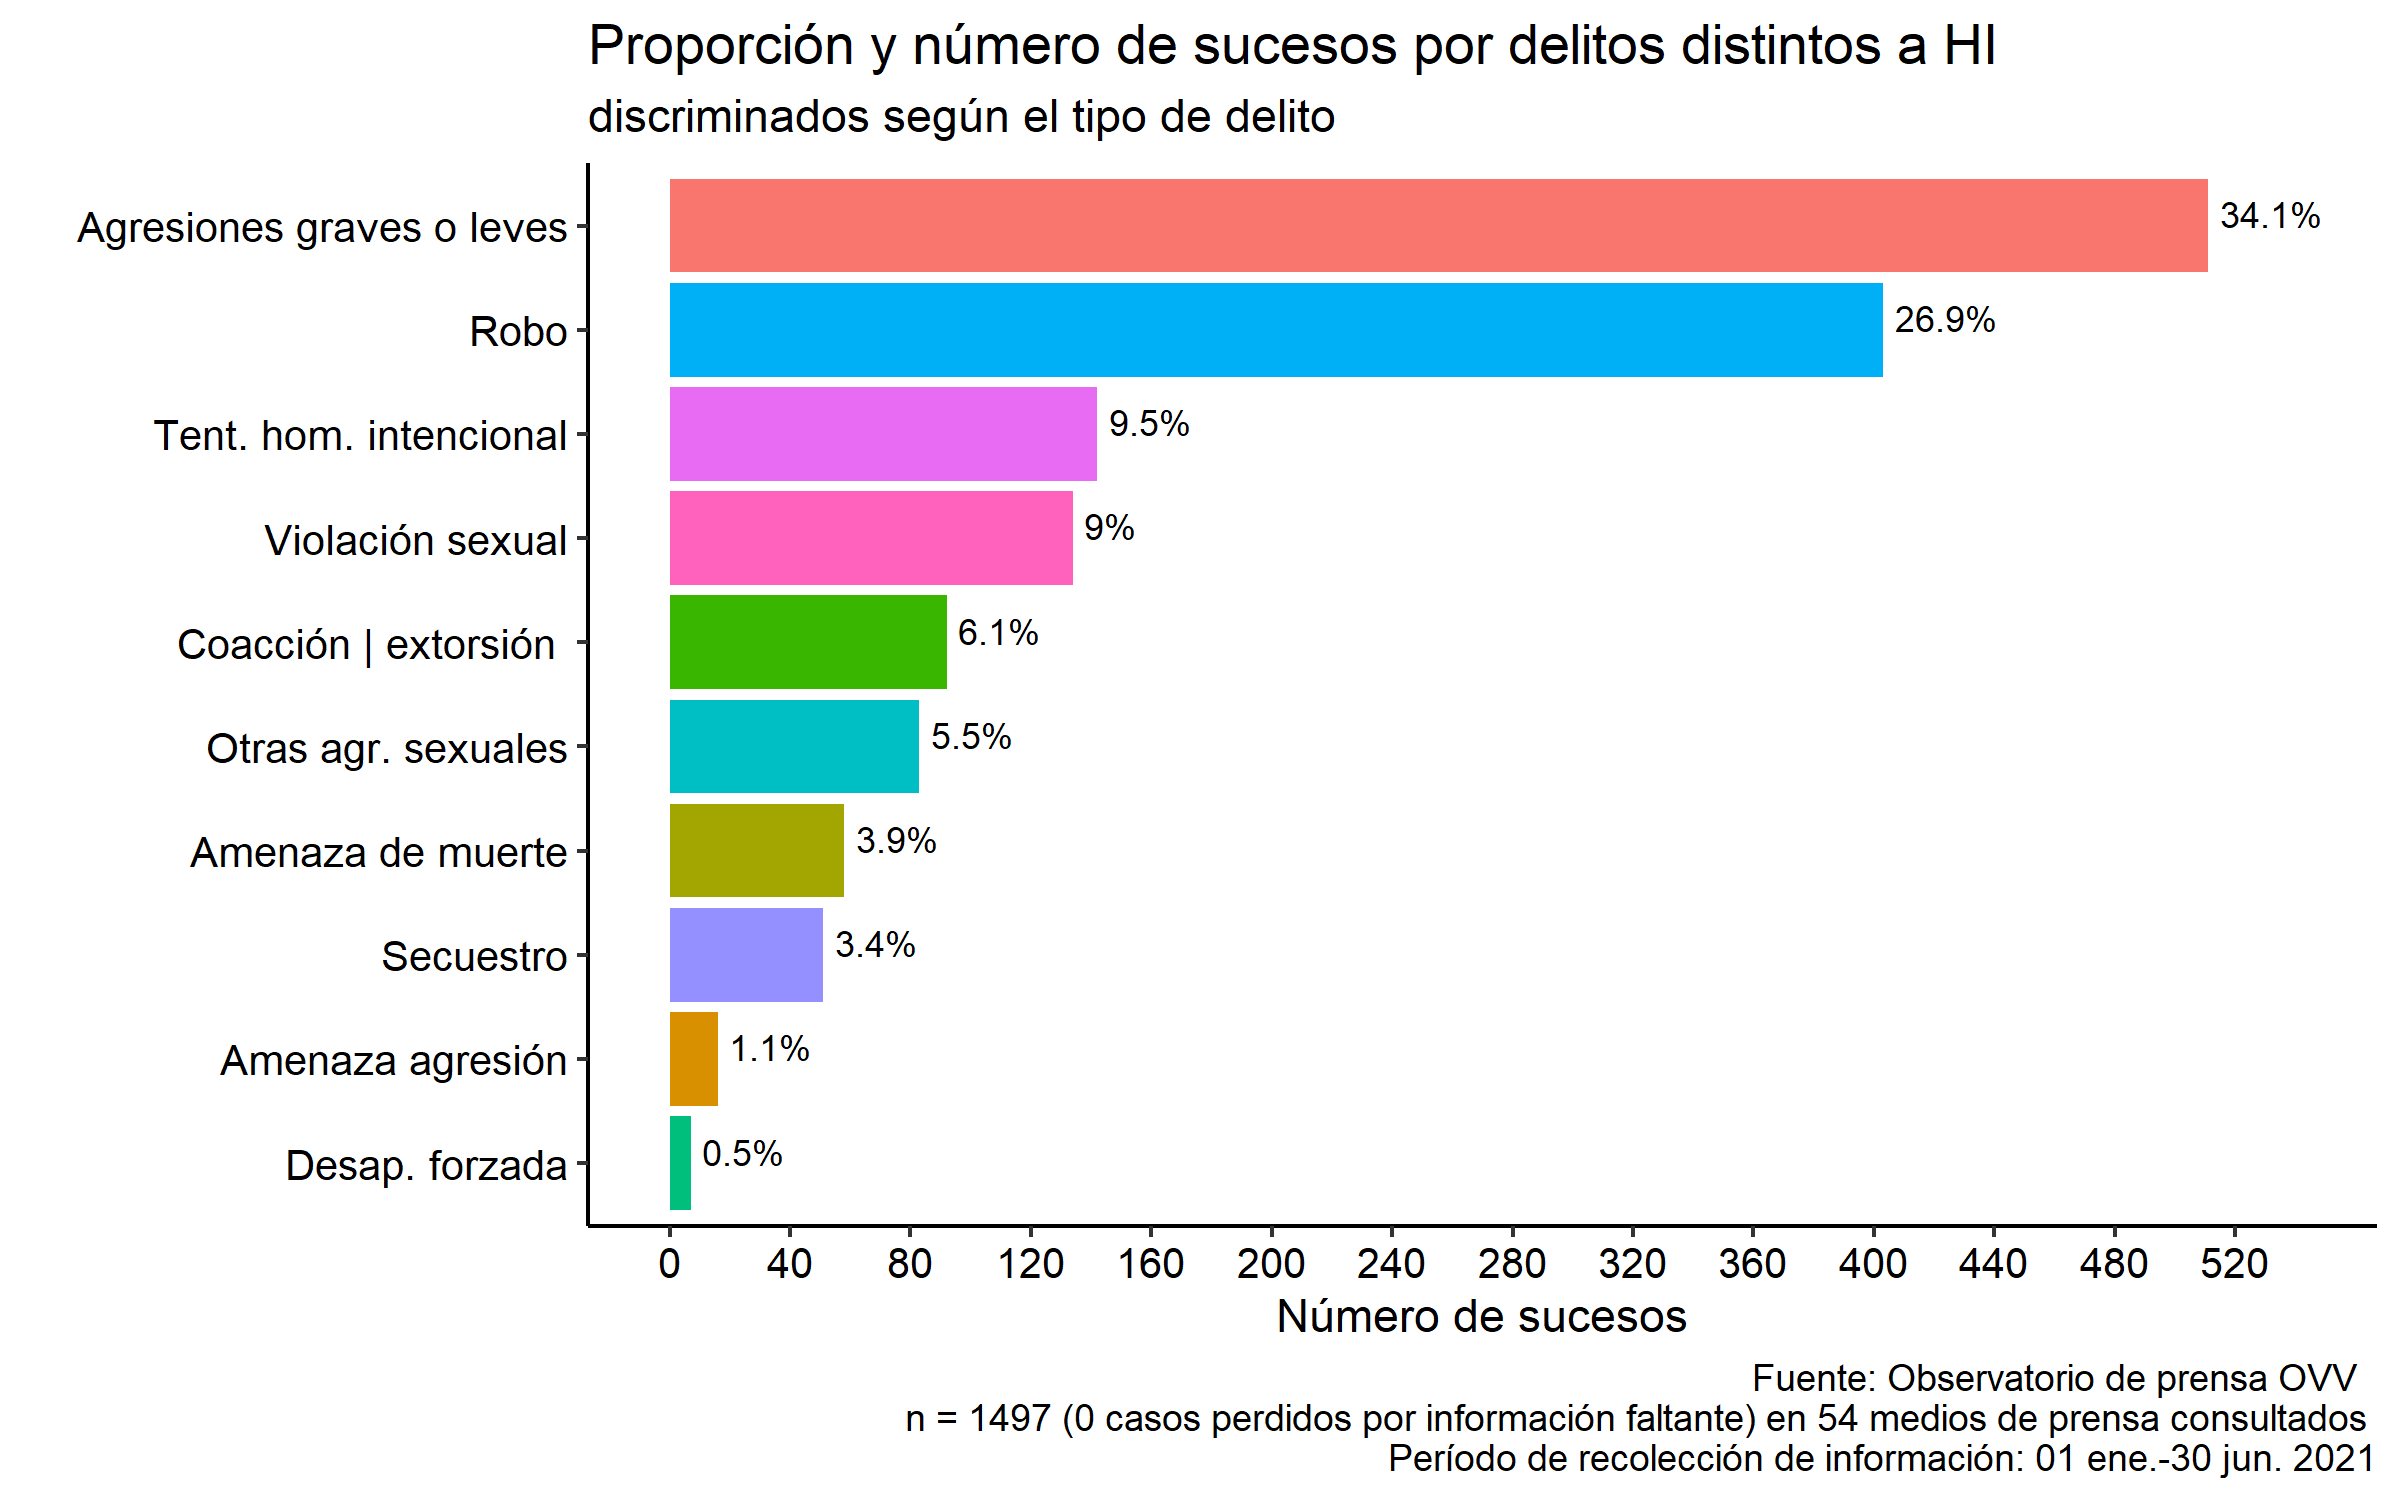 Proporción y número de sucesos por delitos distintos a HI
discriminados según el tipo de delito
Agresiones graves o leves
34.1%
Robo
26.9%
Tent. hom. intencional
9.5%
Violación sexual
9%
Coacción | extorsión
6.1%
Otras agr. sexuales
5.5%
Amenaza de muerte
3.9%
Secuestro
3.4%
Amenaza agresión
1.1%
Desap. forzada
0.5%
0 40 80 120 160 200 240 280 320 360 400 440 480 520
Número de sucesos
Fuente: Observatorio de prensa OVV
n = 1497 (0 casos perdidos por información faltante) en 54 medios de prensa consultados
Período de recolección de información: 01 ene.-30 jun. 2021